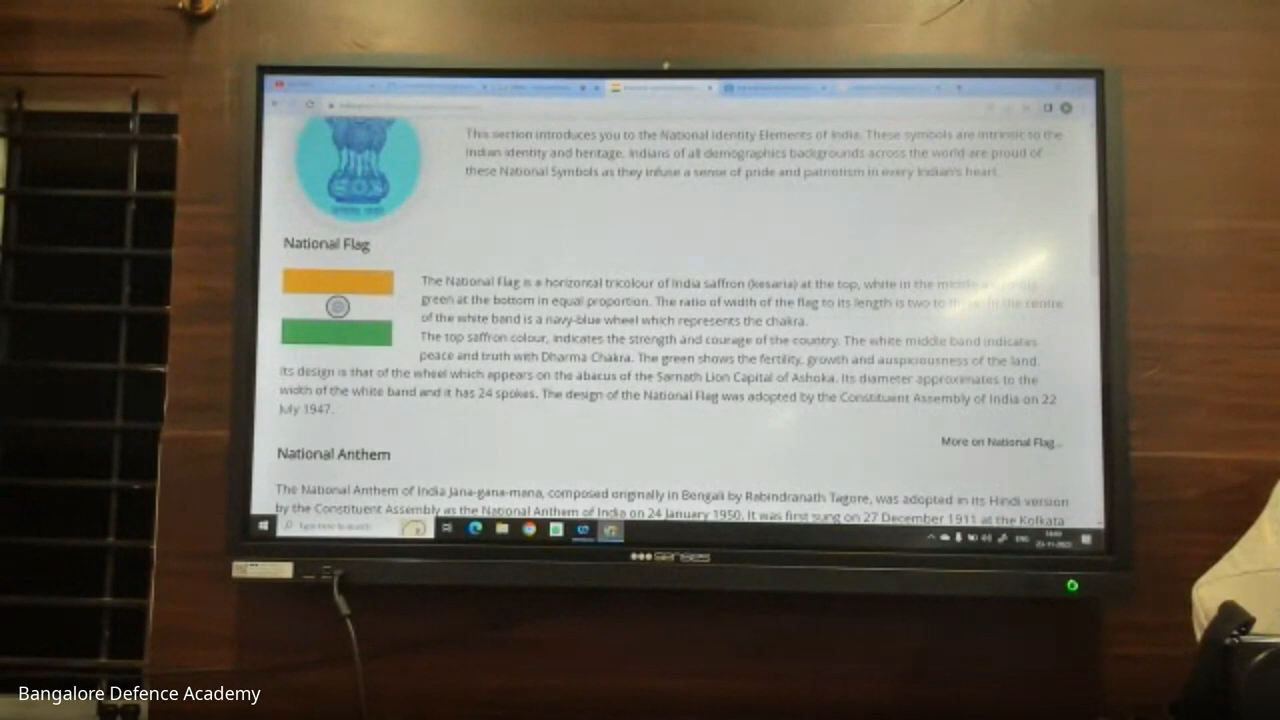 This section introduces you to the National Identity Elements of India. These symbols are intrinsic to the
Indian identity and heritage. Indians of all demographics backgrounds across the world are proud of
these National Symbols as they infuse a sense of pride and patriotism in every Indian's heart.
National Flag
The National Flag is a horizontal tricolour of India saffron (kesaria) at the top, white in the middle
green at the bottom in equal proportion. The ratio of width of the flag to its length is two to In the centre
of the white band is a navy-blue wheel which represents the chakra.
The top saffron colour, indicates the strength and courage of the country. The white middle band indicates
peace and truth with Dharma Chakra. The green shows the fertility, growth and auspiciousness of the land.
Its design is that of the wheel which appears on the abacus of the Sarnath Lion Capital of Ashoka. Its diameter approximates to the
width of the white band and it has 24 spokes. The design of the National Flag was adopted by the Constituent Assembly of India on 22
July 1947.
More on National Flag...
National Anthem
The National Anthem of India Jana-gana-mana, composed originally in Bengali by Rabindranath Tagore, was adopted in its Hindi version
by the Constituent Assembly as the National Anthem of India on 24 January 1950. It was first sung on 27 December 1911 at the Kolkata
Type here to search
ENG
senses
Bangalore Defence Academy